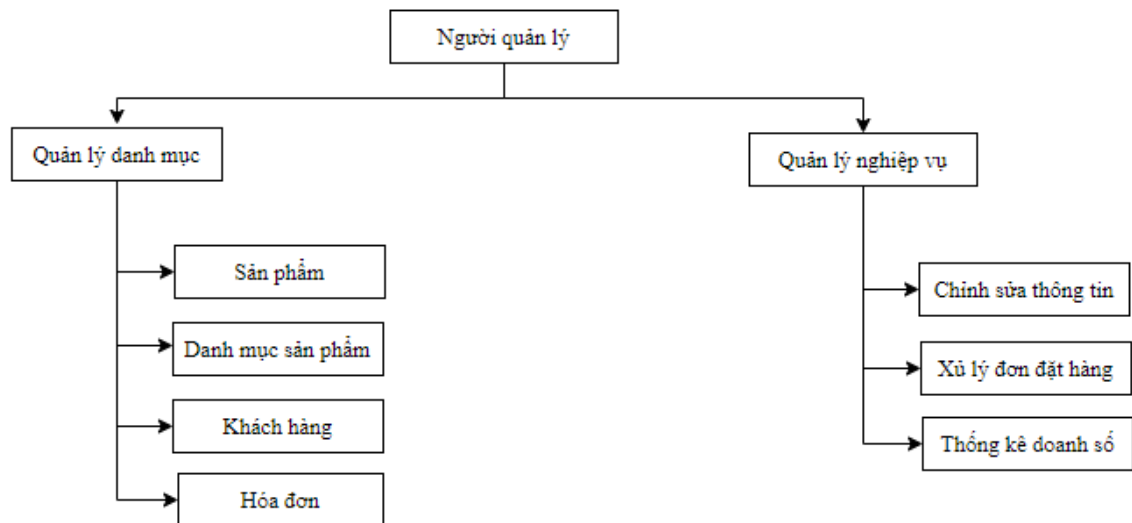 Người quản lý
Quản lý danh mục
Quản lý nghiệp vụ
Sản phẩm
Danh mục sản phẩm
Khách hàng
Hóa đơn
Chỉnh sửa thông tin
Xủ lý đơn đặt hàng
Thống kê doanh số